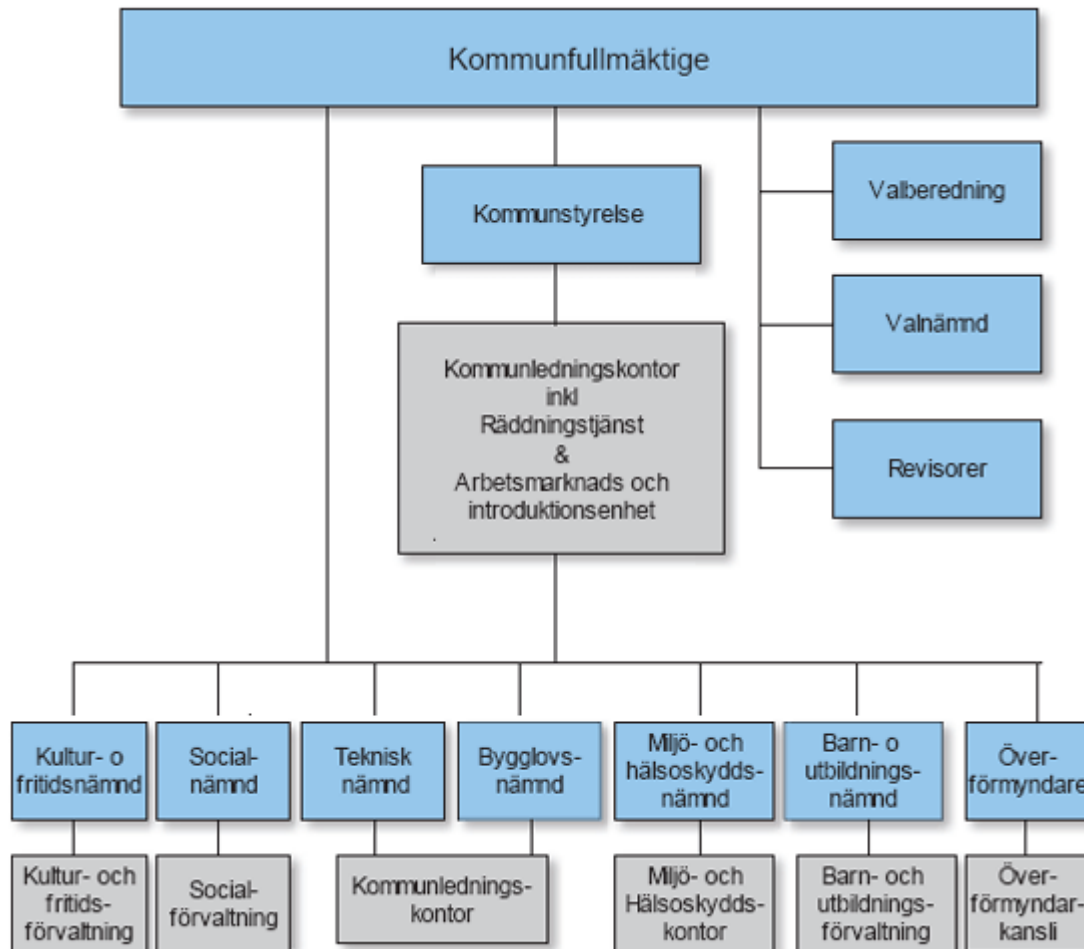 Kommunfullmäktige
Kommunstyrelse
Valberedning
Valnämnd
Revisorer
Kommunledningskontor
inkl
Räddningstjänst
&
Arbetsmarknads och
introduktionsenhet
Kultur- o
fritidsnämnd
Social-
nämnd
Teknisk
nämnd
Bygglovs-
nämnd
Miljö- och
hälsoskydds-
nämnd
Barn- o
utbildnings-
nämnd
Över-
förmyndare
Kultur- och
fritids-
förvaltning
Social-
förvaltning
Kommunlednings-
kontor
Miljö- och
Hälsoskydds-
kontor
Barn- och
utbildnings-
förvaltning
Över-
förmyndar-
kansli